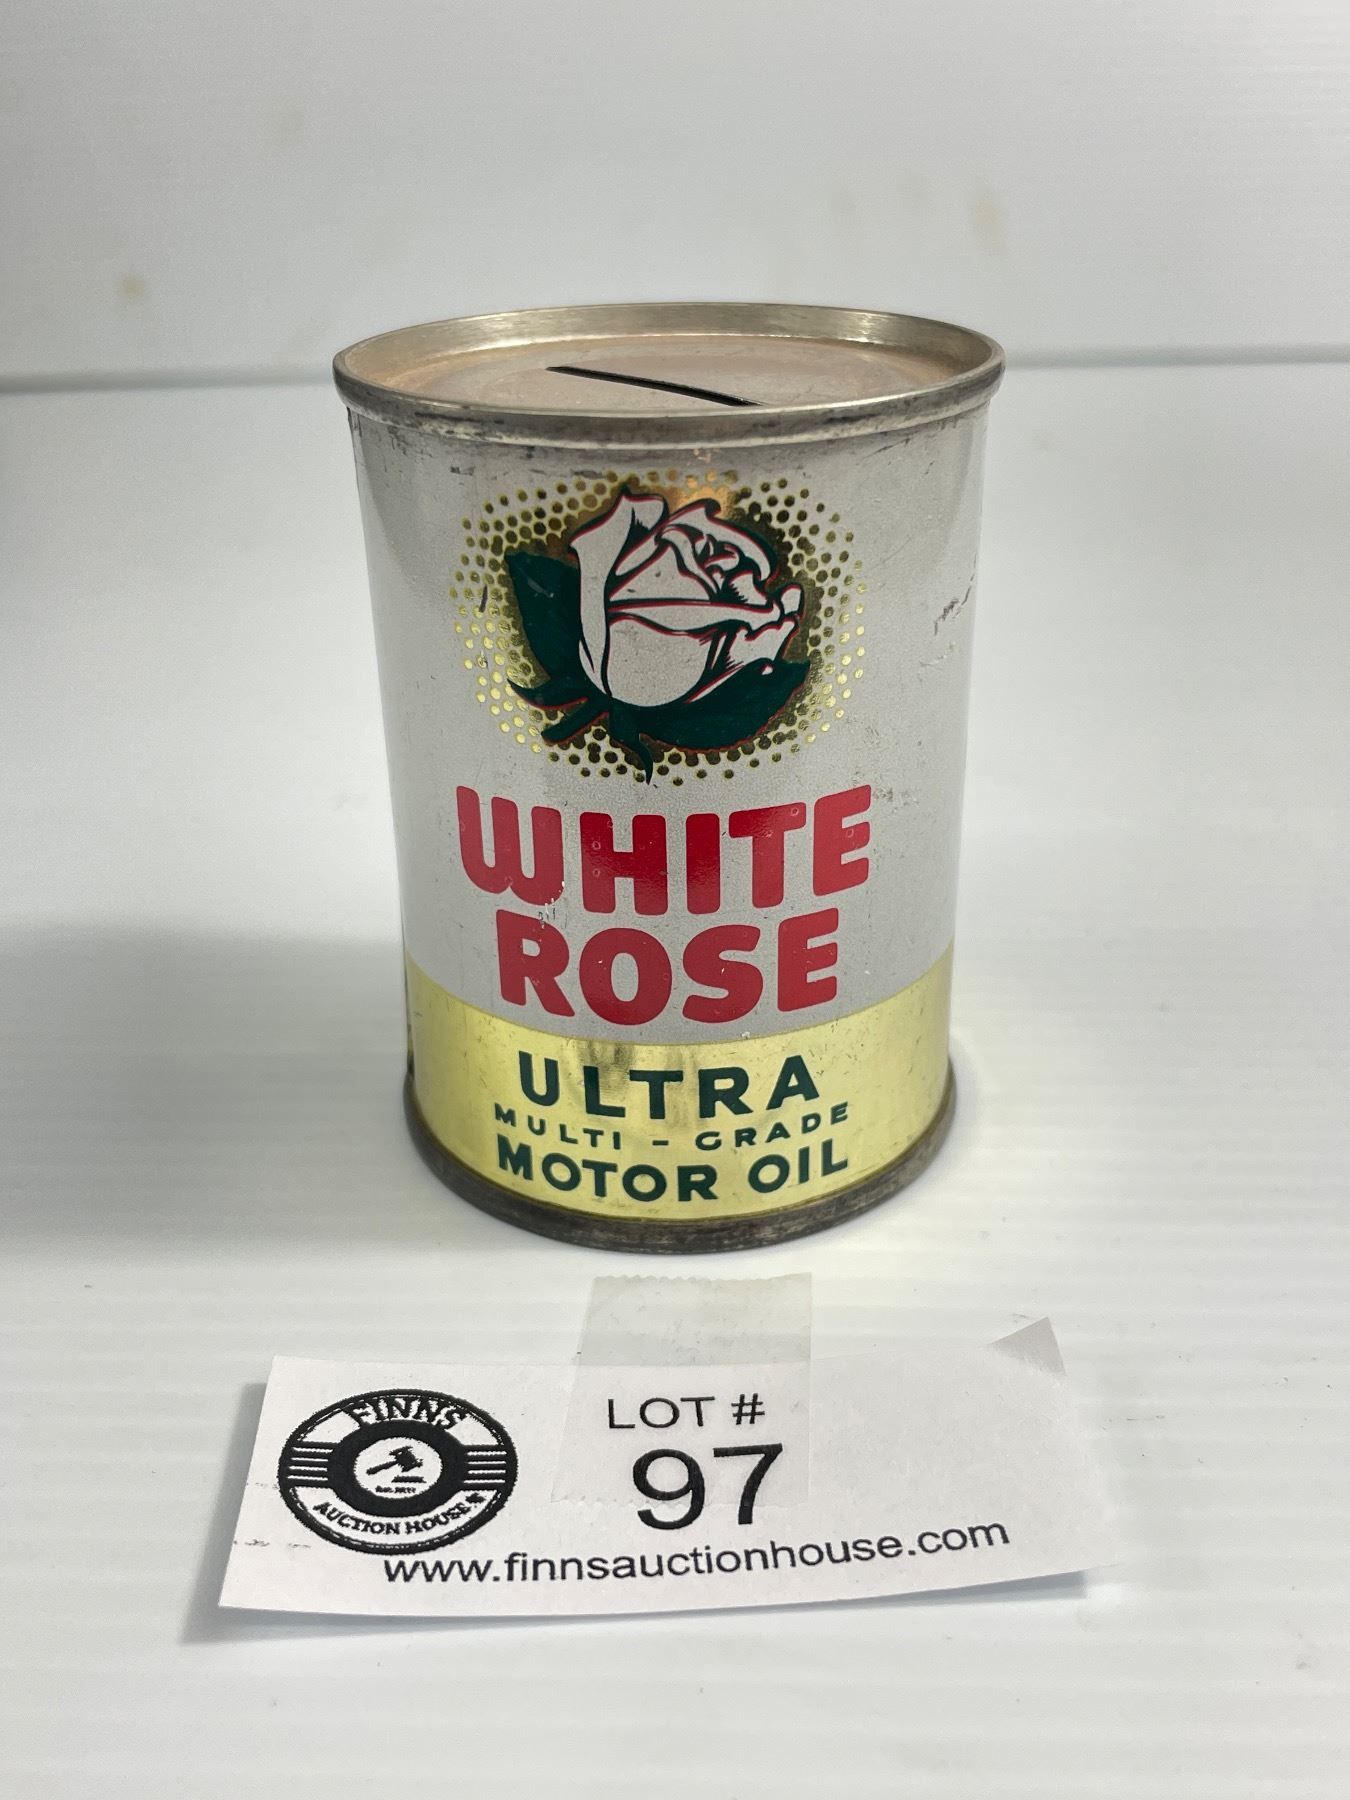 WHITE
ROSE
ULTRA
MULTI - GRADE
MOTOR OIL
FINNS
AUCTION HOUSE
LOT #
97
www.finnsauctionhouse.com